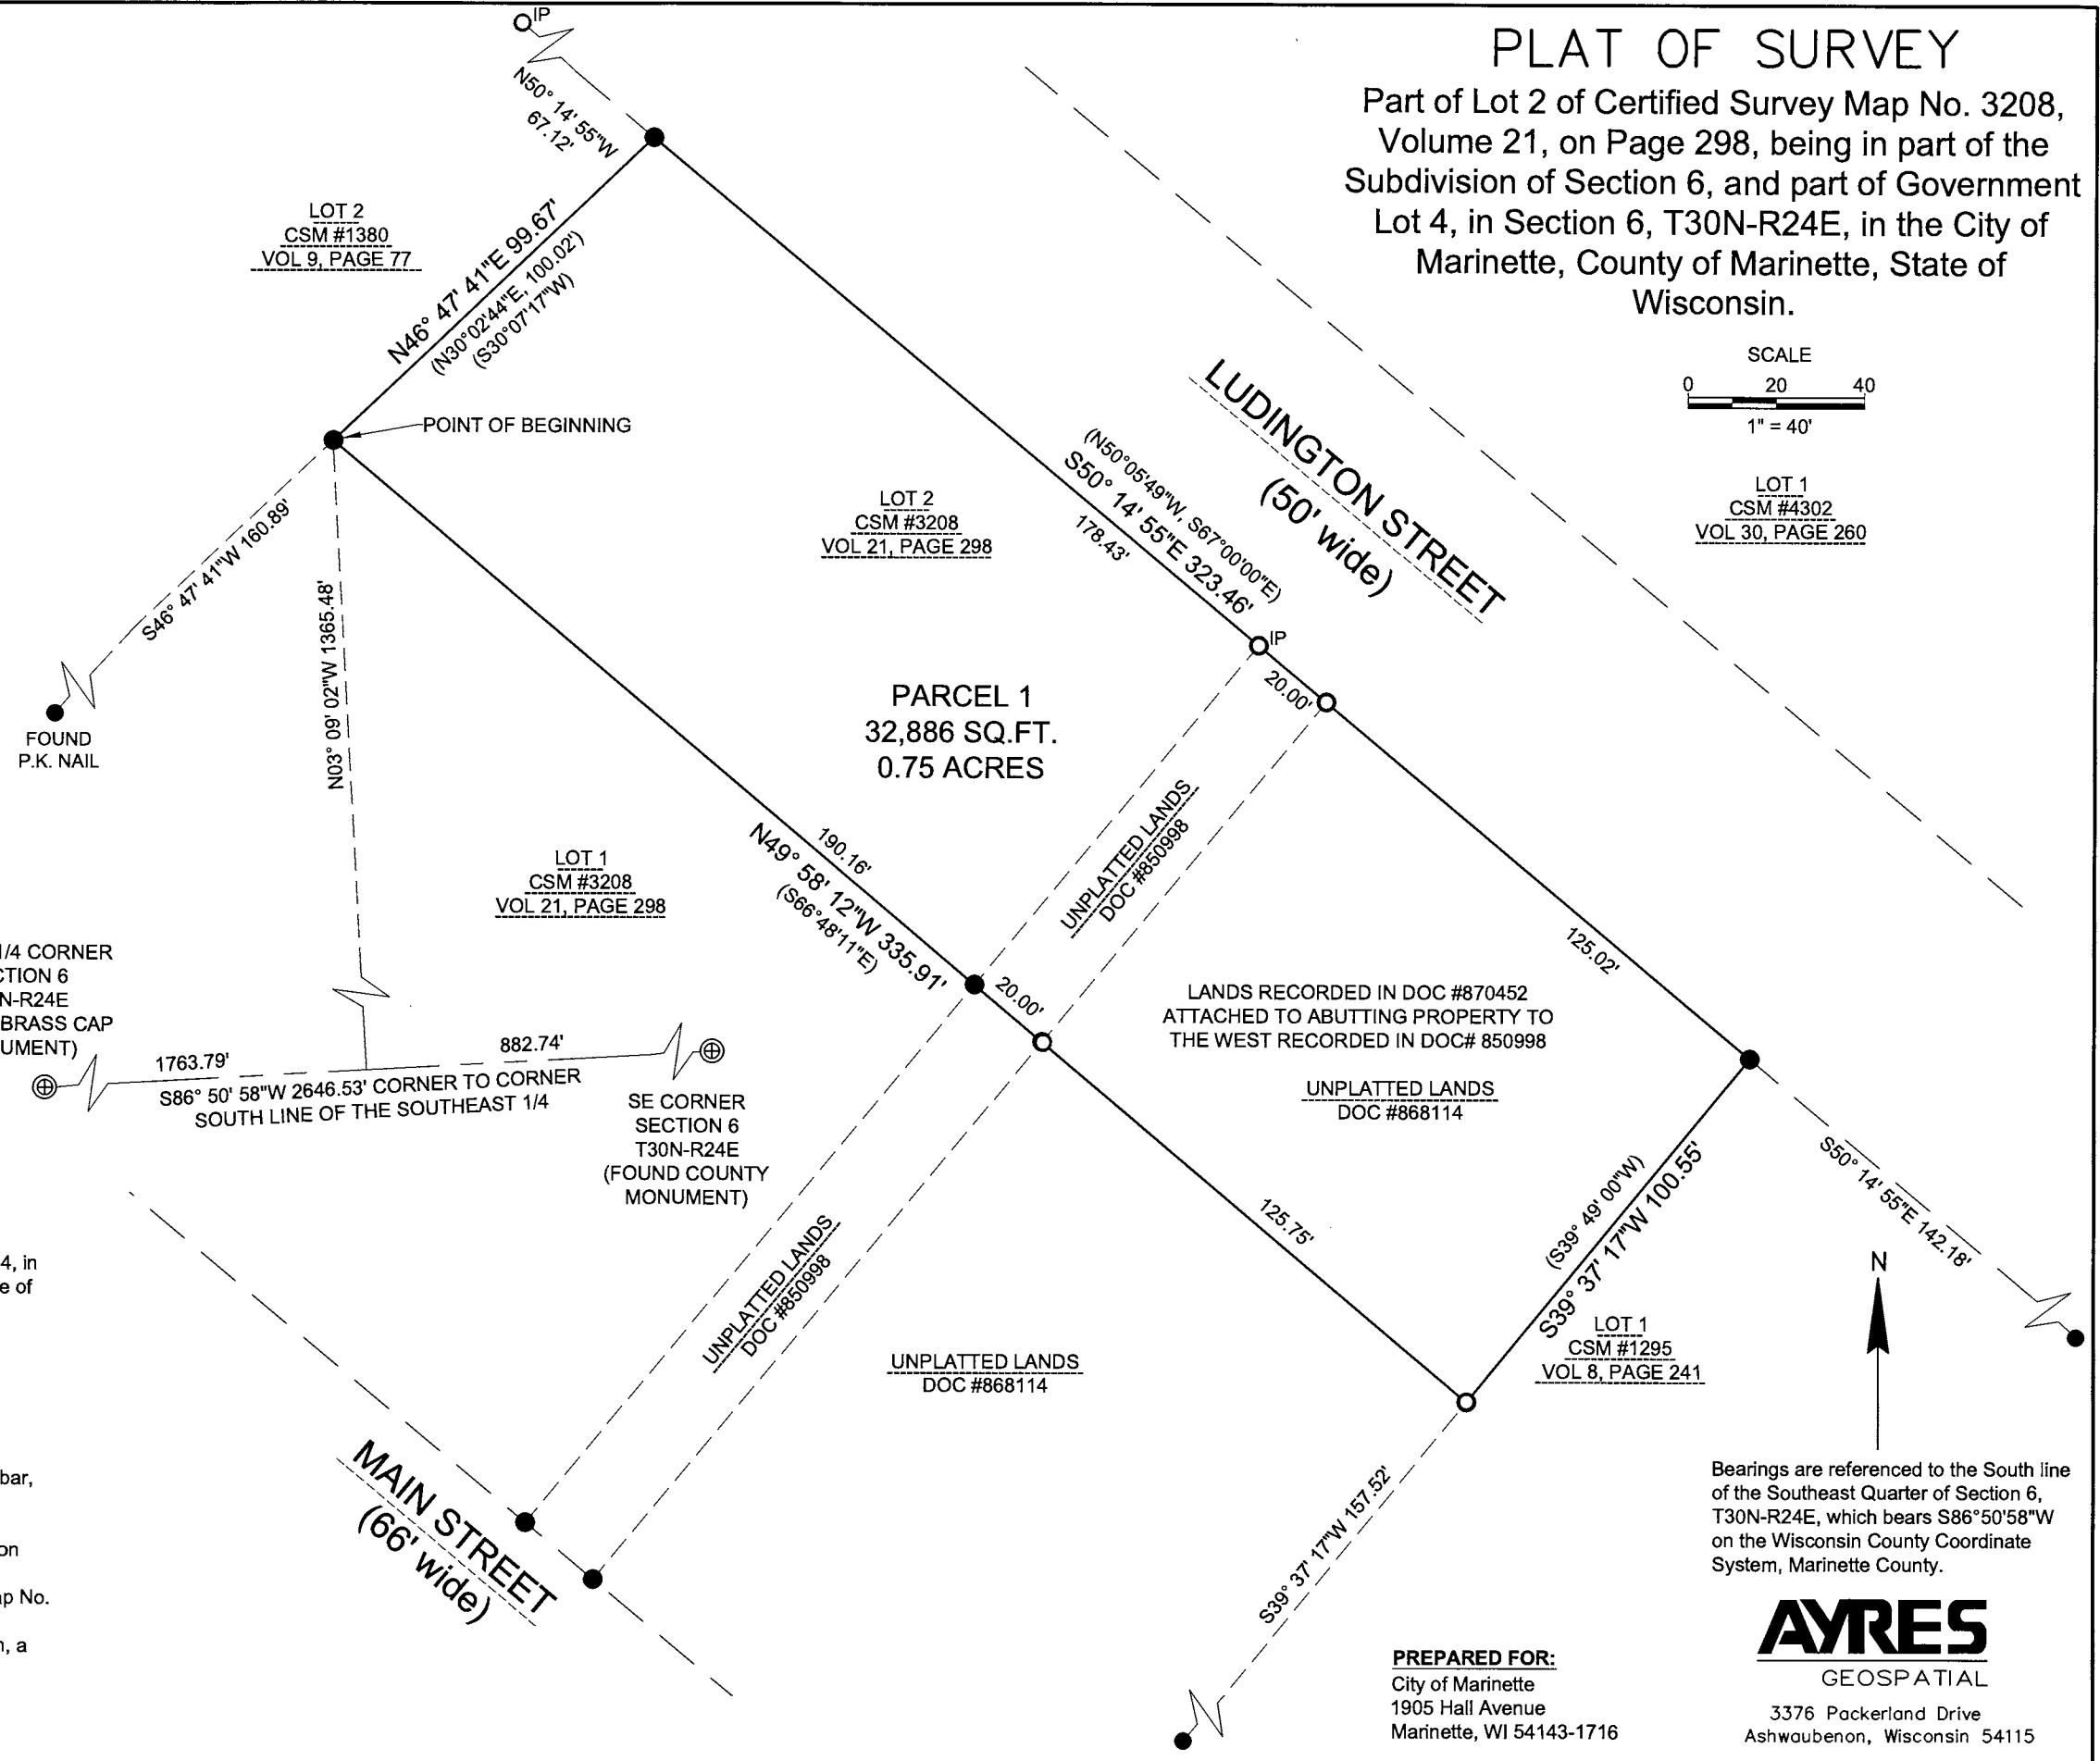 PLAT OF SURVEY
Part of Lot 2 of Certified Survey Map No. 3208,
Volume 21, on Page 298, being in part of the
Subdivision of Section 6, and part of Government
Lot 4, in Section 6, T30N-R24E, in the City of
Marinette, County of Marinette, State of
Wisconsin.
SCALE
0 20 40
1" = 40'
IP
N50° 14' 55"W
67.12'
LOT 2
CSM #1380
VOL 9, PAGE 77
N46° 47' 41"E 99.67'
(N30°02'44"E, 100.02')
(S30°07'17"W)
POINT OF BEGINNING
S46° 47' 41"W 160.89'
FOUND
P.K. NAIL
N03° 09' 02"W 1365.48'
LOT 2
CSM #3208
VOL 21, PAGE 298
(N50°05'49"W, S67°00'00"E)
S50° 14' 55"E 323.46'
178.43'
LUDINGTON STREET
(50' wide)
LOT 1
CSM #4302
VOL 30, PAGE 260
IP
20.00'
PARCEL 1
32,886 SQ.FT.
0.75 ACRES
UNPLATTED LANDS
DOC #850998
190.16'
N49° 58' 12"W 335.91'
(S66°48'11"E)
LOT 1
CSM #3208
VOL 21, PAGE 298
125.02'
20.00'
LANDS RECORDED IN DOC #870452
ATTACHED TO ABUTTING PROPERTY TO
THE WEST RECORDED IN DOC# 850998
UNPLATTED LANDS
DOC #868114
1/4 CORNER
CTION 6
N-R24E
BRASS CAP
UMENT)
1763.79'
882.74'
S86° 50' 58"W 2646.53' CORNER TO CORNER
SOUTH LINE OF THE SOUTHEAST 1/4
SE CORNER
SECTION 6
T30N-R24E
(FOUND COUNTY
MONUMENT)
125.75'
(S39° 49' 00"W)
S39° 37' 17"W 100.55'
S50° 14' 55"E 142.18'
N
LOT 1
CSM #1295
VOL 8, PAGE 241
UNPLATTED LANDS
DOC #850998
UNPLATTED LANDS
DOC #868114
4, in
e of
bar,
on
ap No.
n, a
MAIN STREET
(66' wide)
S39° 37' 17"W 157.52'
Bearings are referenced to the South line
of the Southeast Quarter of Section 6,
T30N-R24E, which bears S86°50'58"W
on the Wisconsin County Coordinate
System, Marinette County.
PREPARED FOR:
City of Marinette
1905 Hall Avenue
Marinette, WI 54143-1716
AYRES
GEOSPATIAL
3376 Packerland Drive
Ashwaubenon, Wisconsin 54115